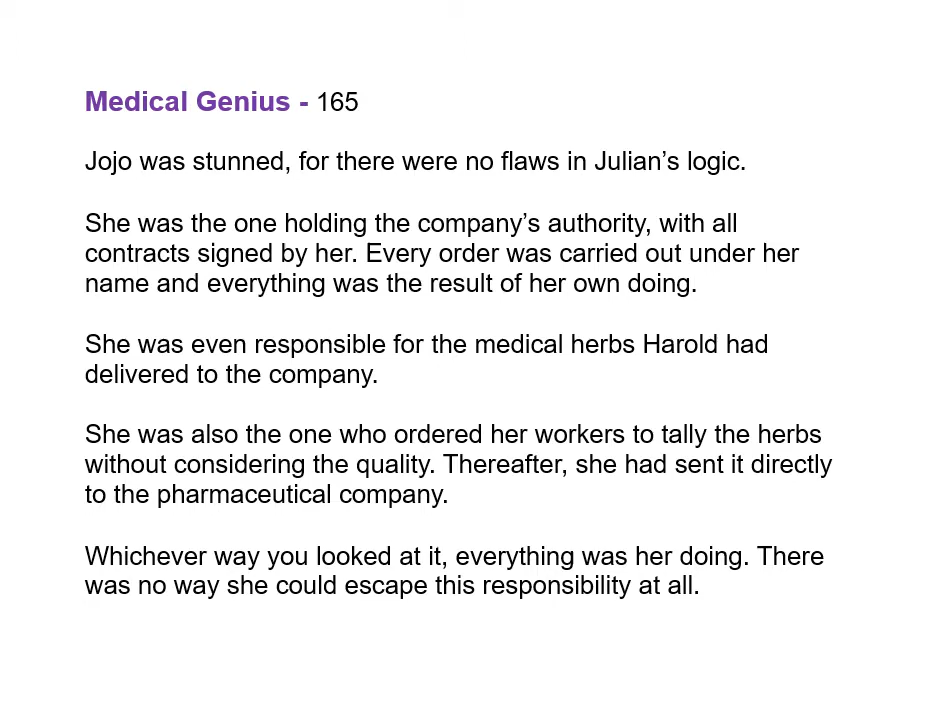 Medical Genius - 165
Jojo was stunned, for there were no flaws in Julian’s logic.
She was the one holding the company’s authority, with all
contracts signed by her. Every order was carried out under her
name and everything was the result of her own doing.
She was even responsible for the medical herbs Harold had
delivered to the company.
She was also the one who ordered her workers to tally the herbs
without considering the quality. Thereafter, she had sent it directly
to the pharmaceutical company.
Whichever way you looked at it, everything was her doing. There
was no way she could escape this responsibility at all.